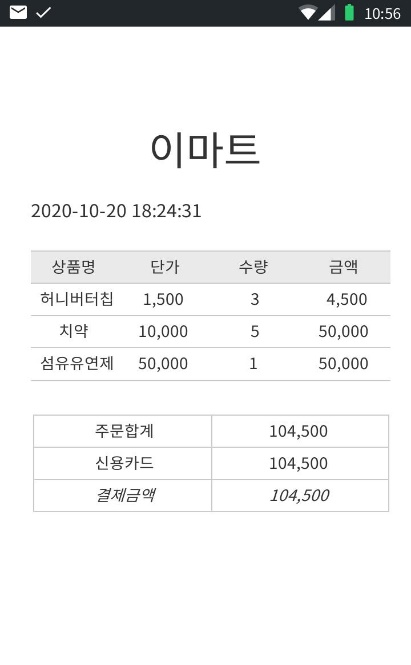 10:56
이마트
2020-10-20 18:24:31
상품명 단가 수량 금액
허니버터칩 1,500 3 4,500
치약 10,000 5 50,000
섬유유연제 50,000 1 50,000
주문합계 104,500
신용카드 104,500
결제금액 104,500